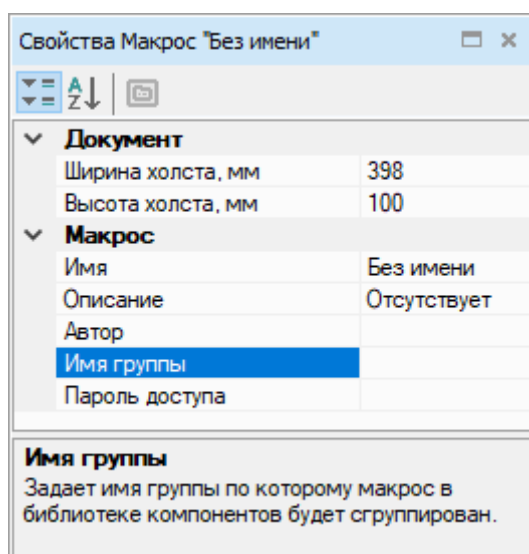 Свойства Макрос "Без имени"
Документ
Ширина холста, мм 398
Высота холста, мм 100
Макрос
Имя Без имени
Описание Отсутствует
Автор
Имя группы
Пароль доступа
Имя группы
Задает имя группы по которому макрос в
библиотеке компонентов будет сгруппирован.